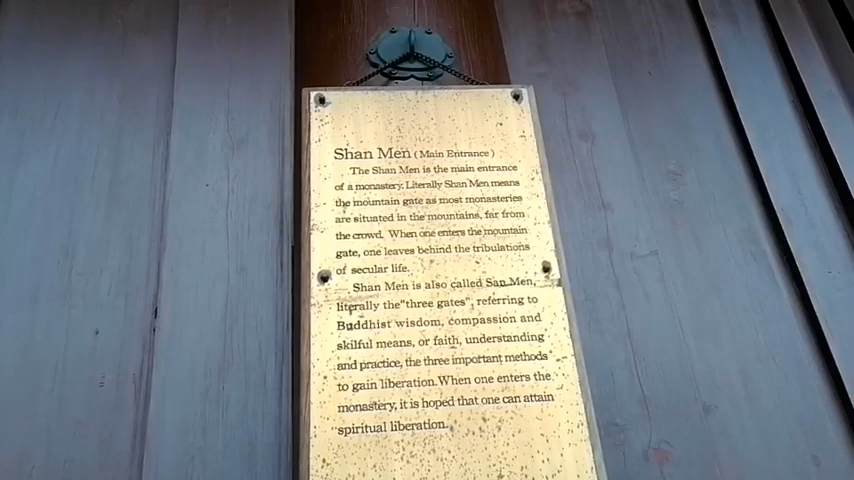 Shan Men (Main Entrance)
The Shan Men is the main entrance
of a monastery. Literally Shan Men means
the mountain gate as most monasteries
are situated in the mountains, far from
the crowd. When one enters the mountain
gate, one leaves behind the tribulations
of secular life.
Shan Men is also called San Men,
literally the "three gates", referring to
Buddhist wisdom, compassion and
skilful means, or faith, understanding
and practice, the three important methods
to gain liberation. When one enters the
monastery, it is hoped that one can attain
spiritual liberation.